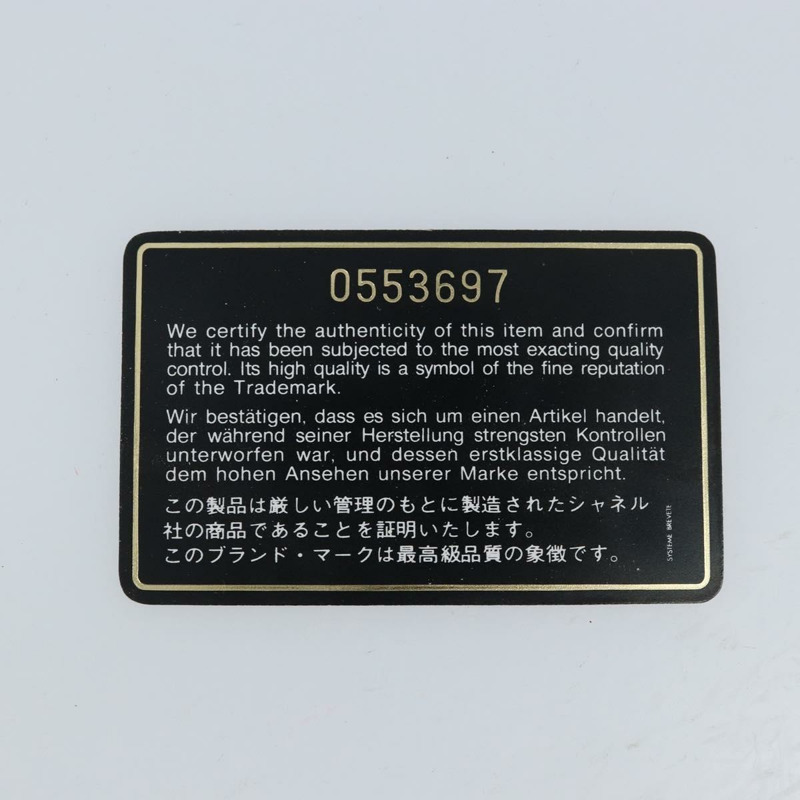 0553697
We certify the authenticity of this item and confirm
that it has been subjected to the most exacting quality
control. Its high quality is a symbol of the fine reputation
of the Trademark.
Wir bestätigen, dass es sich um einen Artikel handelt,
der während seiner Herstellung strengsten Kontrollen
unterworfen war, und dessen erstklassige Qualität
dem hohen Ansehen unserer Marke entspricht.
この製品は厳しい管理のもとに製造されたシャネル
社の商品であることを証明いたします。
このブランド・マークは最高級品質の象徴です。
SYSTEME BREVETE